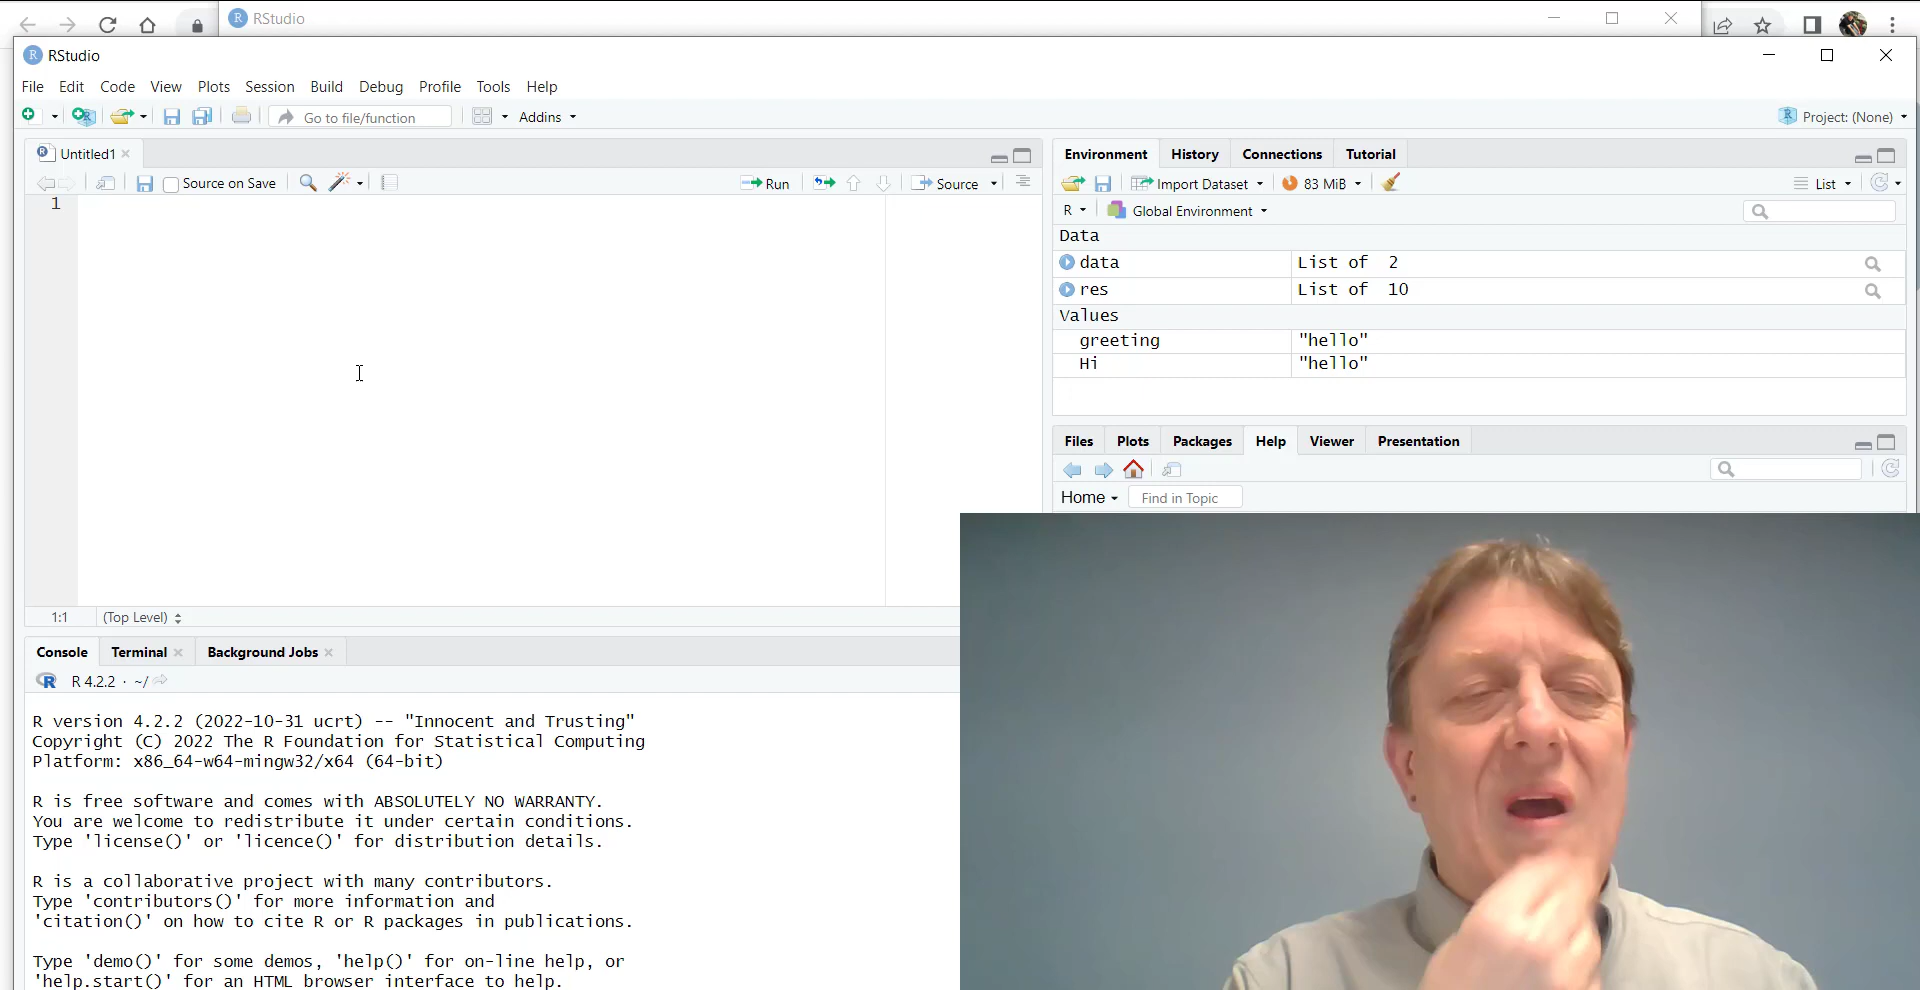 RStudio
RStudio
File Edit Code View Plots Session Build Debug Profile Tools Help
Go to file/function Addins Project: (None)
Untitled1
Source on Save Run Source
1
1:1 (Top Level)
Console Terminal Background Jobs
R 4.2.2 · ~/
R version 4.2.2 (2022-10-31 ucrt) -- "Innocent and Trusting"
Copyright (C) 2022 The R Foundation for Statistical Computing
Platform: x86_64-w64-mingw32/x64 (64-bit)
R is free software and comes with ABSOLUTELY NO WARRANTY.
You are welcome to redistribute it under certain conditions.
Type 'license()' or 'licence()' for distribution details.
R is a collaborative project with many contributors.
Type 'contributors()' for more information and
'citation()' on how to cite R or R packages in publications.
Type 'demo()' for some demos, 'help()' for on-line help, or
'help.start()' for an HTML browser interface to help.
Environment History Connections Tutorial
Import Dataset 83 MiB List
R Global Environment
Data
data List of 2
res List of 10
Values
greeting "hello"
Hi "hello"
Files Plots Packages Help Viewer Presentation
Home Find in Topic